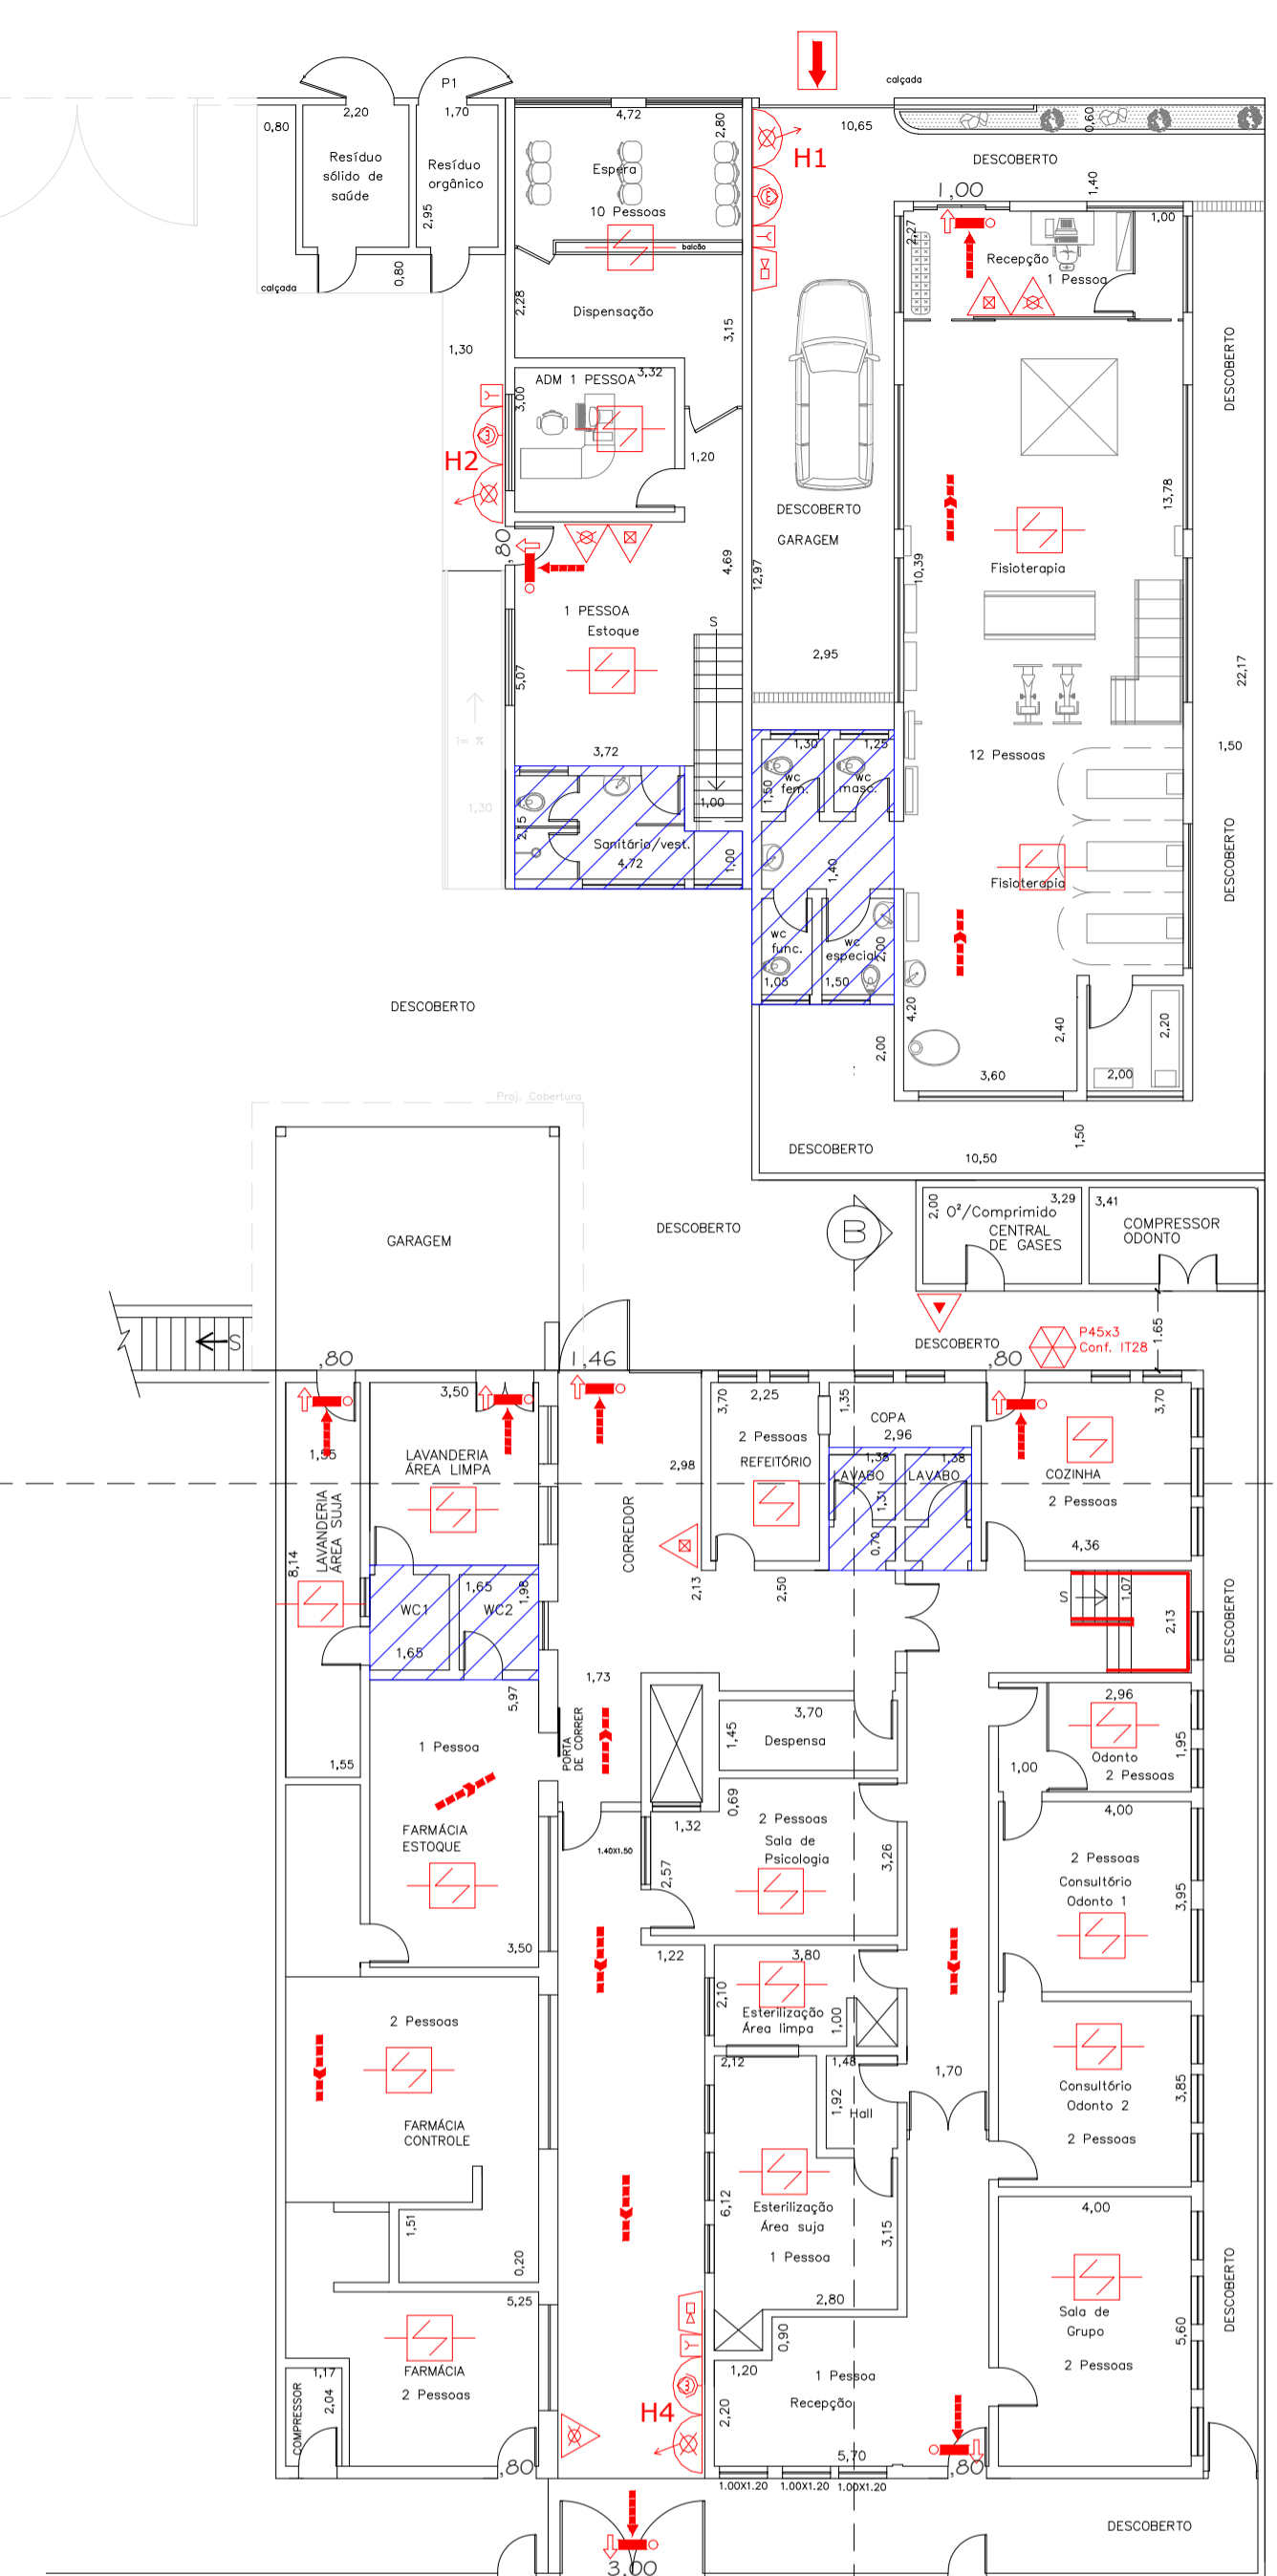 calçada
P1
0,80
2,20
1,70
4,72
2,80
10,65
0,60
DESCOBERTO
Resíduo
sólido de
saúde
Resíduo
orgânico
2,95
Espera
10 Pessoas
balcão
H1
1,40
1,00
1,00
2,27
Recepção
1 Pessoa
0,80
calçada
2,28
Dispensação
3,15
1,30
ADM 1 PESSOA
3,32
3,00
1,20
H2
DESCOBERTO
GARAGEM
DESCOBERTO
13,78
,80
4,69
12,97
10,39
Fisioterapia
1 PESSOA
Estoque
S
2,95
5,07
22,17
i= %
3,72
1,30
1,25
12 Pessoas
1,50
1,30
wc
fem.
wc
masc.
1,50
1,00
2,15
Sanitário/vest.
4,72
1,00
1,40
Fisioterapia
DESCOBERTO
wc
func.
wc
especial
2,00
1,05
1,50
DESCOBERTO
4,20
2,40
2,20
2,00
3,60
2,00
Proj. Cobertura
DESCOBERTO
1,50
10,50
GARAGEM
DESCOBERTO
B
2,00
O²/Comprimido
3,29
CENTRAL
DE GASES
3,41
COMPRESSOR
ODONTO
S
DESCOBERTO
P45x3
Conf. IT28
1.65
,80
1,46
,80
3,50
3,70
2,25
1,35
COPA
2,96
3,70
1,55
LAVANDERIA
ÁREA LIMPA
2,98
2 Pessoas
REFEITÓRIO
1,38
1,38
LAVABO
LAVABO
COZINHA
2 Pessoas
LAVANDERIA
ÁREA SUJA
CORREDOR
1,31
0,70
4,36
8,14
2,13
2,50
WC1
1,65
1,98
WC2
1,65
S
1,07
2,13
DESCOBERTO
1,73
5,97
2,96
1 Pessoa
PORTA
DE CORRER
1,45
3,70
Despensa
Odonto
2 Pessoas
1,95
1,55
1,00
0,69
4,00
FARMÁCIA
ESTOQUE
1,32
2 Pessoas
Sala de
Psicologia
3,26
1.40X1.50
2,57
2 Pessoas
Consultório
Odonto 1
3,95
3,50
1,22
3,80
2,10
Esterilização
Área limpa
1,00
2 Pessoas
2,12
1,48
1,70
Consultório
Odonto 2
3,85
2 Pessoas
1,92
Hall
FARMÁCIA
CONTROLE
1,51
0,20
6,12
Esterilização
Área suja
3,15
1 Pessoa
4,00
DESCOBERTO
5,25
2,80
0,90
Sala de
Grupo
5,60
2 Pessoas
FARMÁCIA
2 Pessoas
1,17
2,04
COMPRESSOR
1,20
1 Pessoa
Recepção
2,20
H4
5,70
,80
,80
1.00X1.20
1.00X1.20
1.00X1.20
DESCOBERTO
3,00